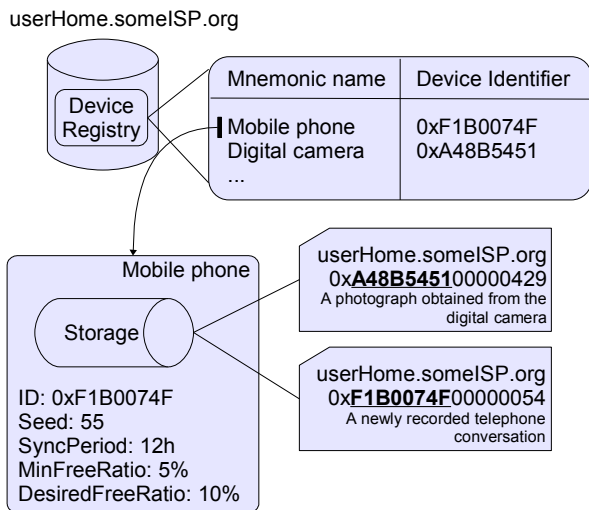 userHome.someISP.org
Device
Registry
Mnemonic name Device Identifier
Mobile phone 0xF1B0074F
Digital camera 0xA48B5451
...
Mobile phone
Storage
ID: 0xF1B0074F
Seed: 55
SyncPeriod: 12h
MinFreeRatio: 5%
DesiredFreeRatio: 10%
userHome.someISP.org
0xA48B545100000429
A photograph obtained from the
digital camera
userHome.someISP.org
0xF1B0074F00000054
A newly recorded telephone
conversation